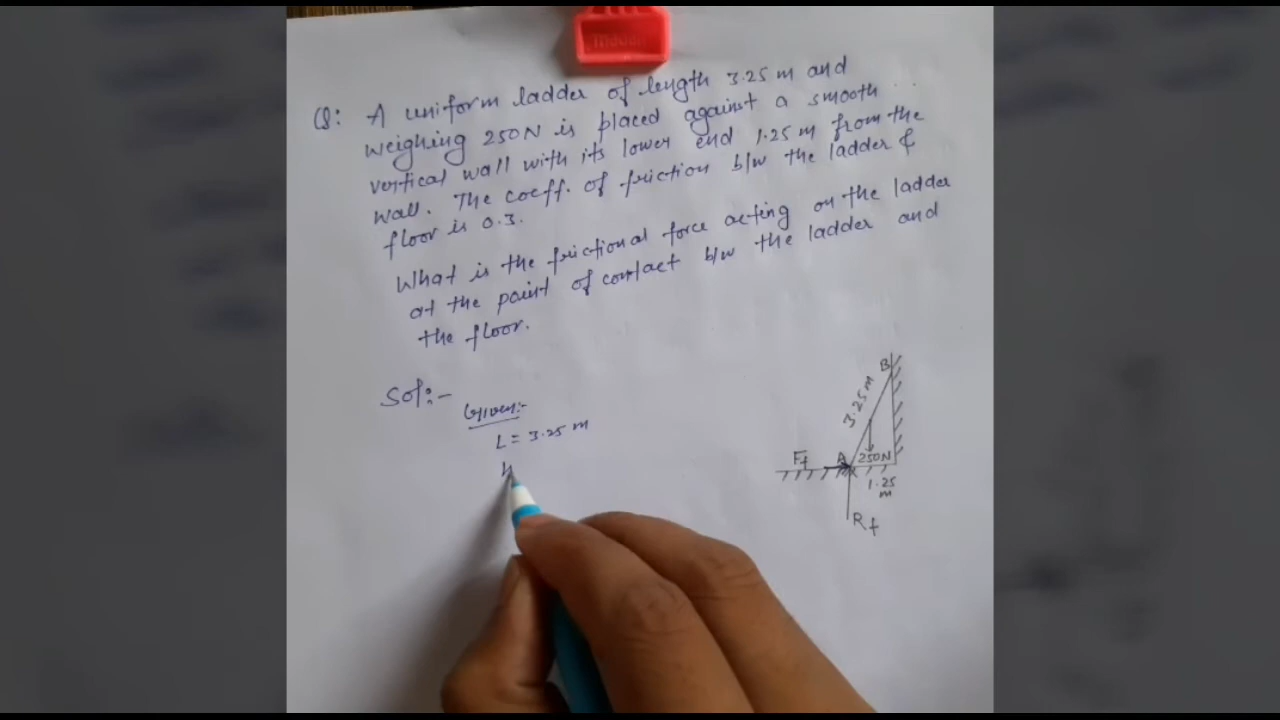 Q: A uniform ladder of length 3.25 m and
weighing 250N is placed against a smooth
vertical wall with its lower end 1.25 m from the
wall. The coeff. of friction b/w the ladder &
floor is 0.3.
What is the frictional force acting on the ladder
at the point of contact b/w the ladder and
the floor.
Sol:-
Given:-
L = 3.25 m
B
3.25 m
Ff A 250N
1.25
m
Rf